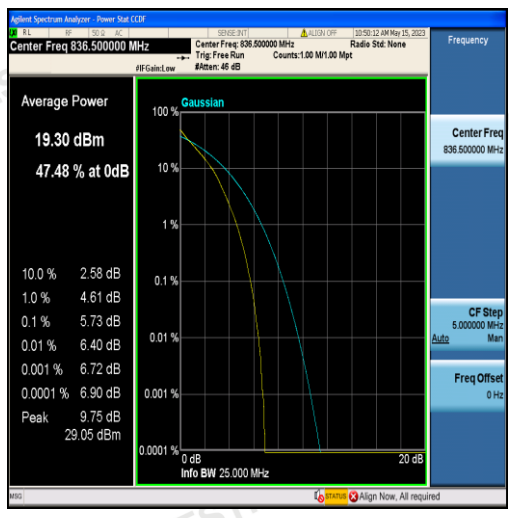 Agilent Spectrum Analyzer - Power Stat CCDF
RL RF 50 Ω AC SENSE:INT ALIGN OFF 10:50:12 AM May 15, 2023
Center Freq 836.500000 MHz
Center Freq: 836.500000 MHz Radio Std: None
Trig: Free Run Counts:1.00 M/1.00 Mpt
#IFGain:Low #Atten: 46 dB
Frequency
Average Power
19.30 dBm
47.48 % at 0dB
10.0 % 2.58 dB
1.0 % 4.61 dB
0.1 % 5.73 dB
0.01 % 6.40 dB
0.001 % 6.72 dB
0.0001 % 6.90 dB
Peak 9.75 dB
29.05 dBm
Gaussian
100 %
10 %
1 %
0.1 %
0.01 %
0.001 %
0.0001 %
0 dB 20 dB
Info BW 25.000 MHz
Center Freq
836.500000 MHz
CF Step
5.000000 MHz
Auto Man
Freq Offset
0 Hz
MSG STATUS Align Now, All required